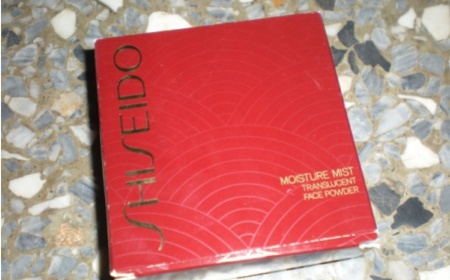 SHISEIDO
MOISTURE MIST
TRANSLUCENT
FACE POWDER